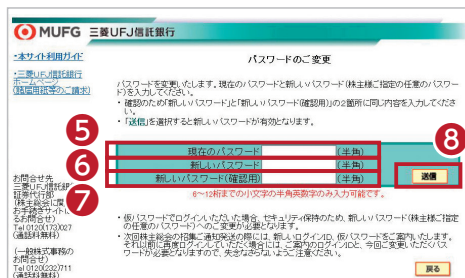 MUFG 三菱UFJ信託銀行
・本サイト利用ガイド
・三菱UFJ信託銀行
ホームページ
(諸届用紙等のご請求)
パスワードのご変更
パスワードを変更いたします。現在のパスワードと新しいパスワード(株主様ご指定の任意のパスワー
ド)を入力してください。
・確認のため「新しいパスワード」と「新しいパスワード(確認用)」の2箇所に同じ内容を入力してくださ
い。
・「送信」を選択すると新しいパスワードが有効となります。
5
現在のパスワード (半角)
6
新しいパスワード (半角)
7
新しいパスワード(確認用) (半角)
8
送信
6~12桁までの小文字の半角英数字のみ入力可能です。
お問合せ先
三菱UFJ信託銀
証券代行部
(株主総会に関
お手続きサイトに
るお問合せ)
Tel 0120(173)027
(通話料無料)
(一般株式事務の
お問合せ)
Tel 0120(232)711
(通話料無料)
・仮パスワードでログインいただいた場合、セキュリティ保持のため、新しいパスワード(株主様ご指定
の任意のパスワード)へのご変更が必要となります。
・次回株主総会の招集ご通知発送の際には、新しいログインID、仮パスワードをご案内いたします。
それ以前に再度ログインしていただく場合には、ご案内のログインIDと、今回ご変更いただくパス
ワードが必要となりますので、失念なさらないようご注意ください。
戻る